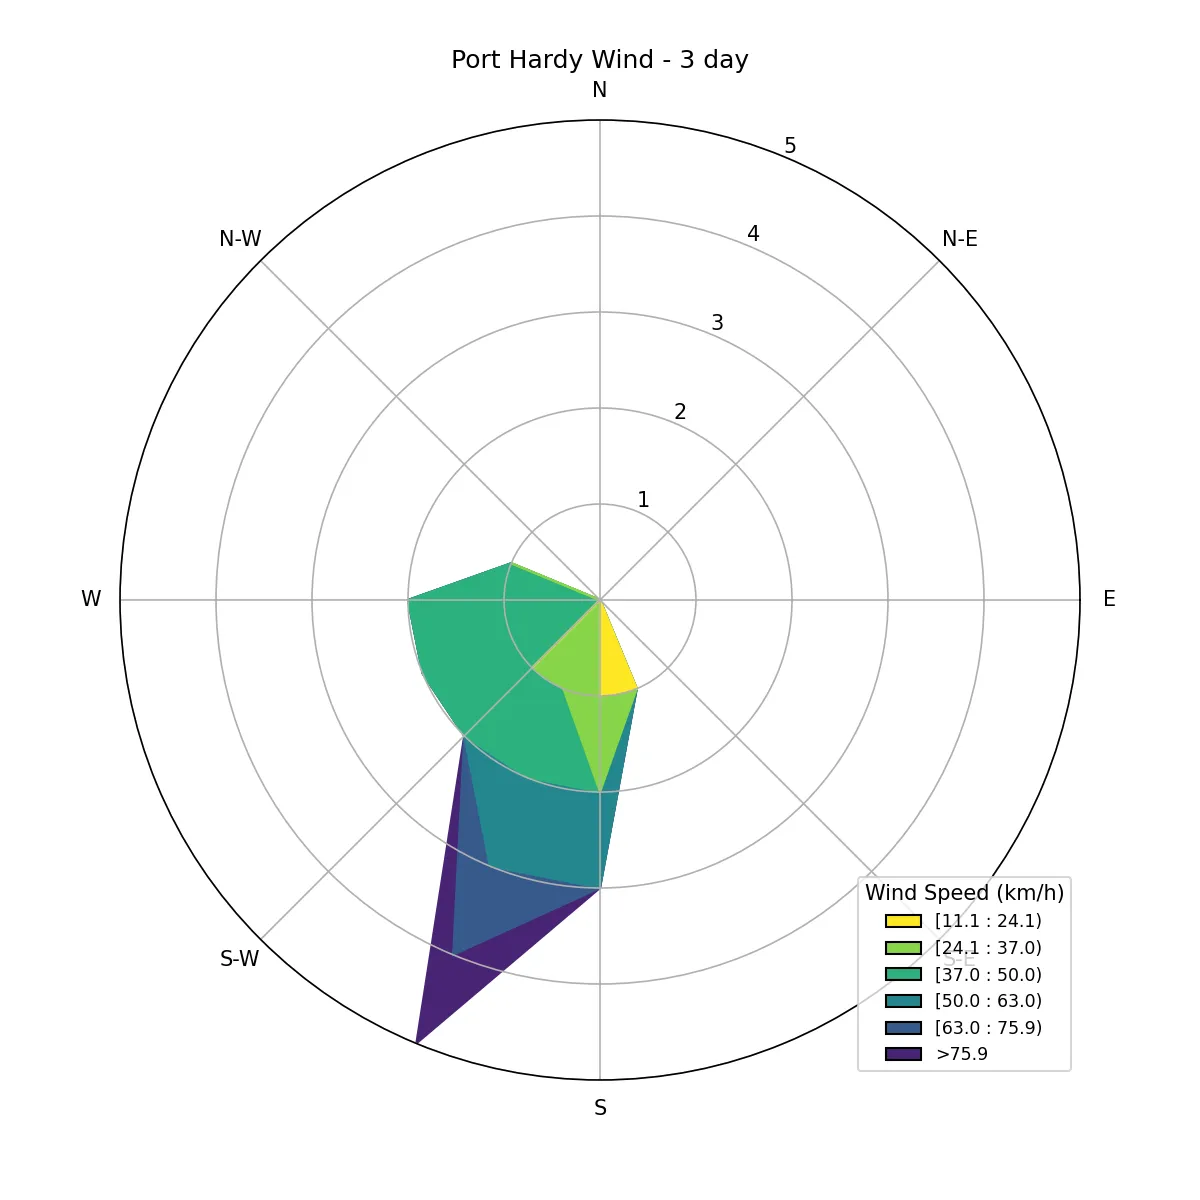 Port Hardy Wind - 3 day
N
5
N-W
N-E
4
3
2
1
W
E
Wind Speed (km/h)
[11.1 : 24.1)
[24.1 : 37.0)
S-W
S-E
[37.0 : 50.0)
[50.0 : 63.0)
[63.0 : 75.9)
>75.9
S